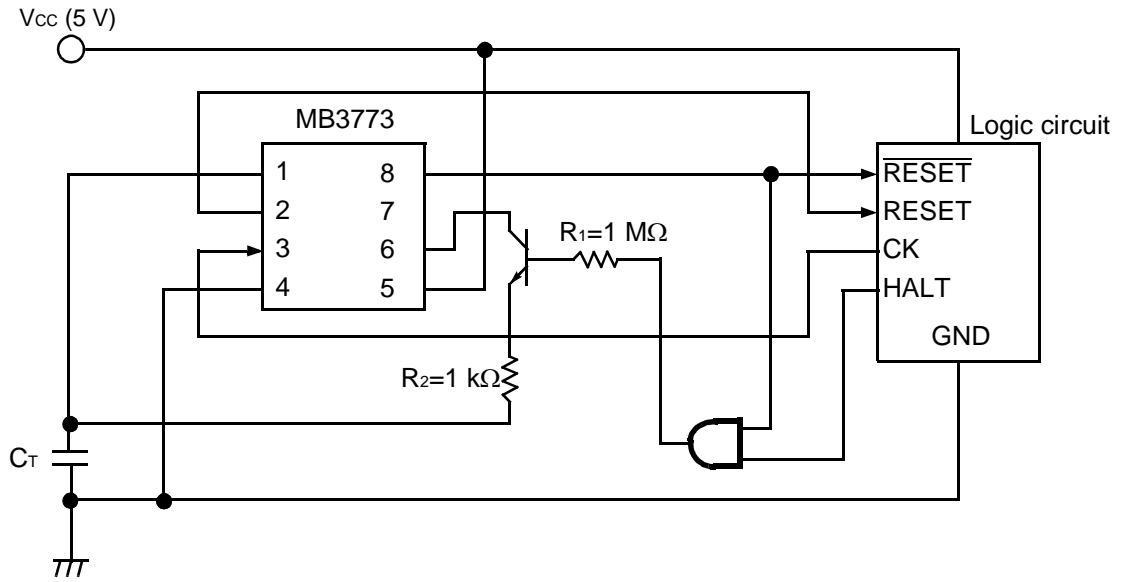 VCC (5 V)
MB3773
Logic circuit
1
8
2
7
3
6
4
5
R1=1 MΩ
R2=1 kΩ
RESET
RESET
CK
HALT
GND
CT